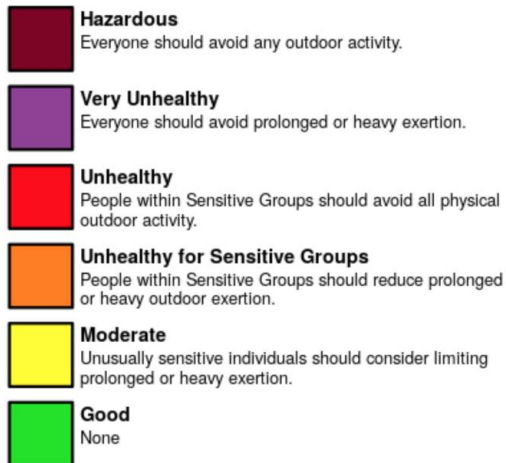 Hazardous
Everyone should avoid any outdoor activity.
Very Unhealthy
Everyone should avoid prolonged or heavy exertion.
Unhealthy
People within Sensitive Groups should avoid all physical
outdoor activity.
Unhealthy for Sensitive Groups
People within Sensitive Groups should reduce prolonged
or heavy outdoor exertion.
Moderate
Unusually sensitive individuals should consider limiting
prolonged or heavy exertion.
Good
None